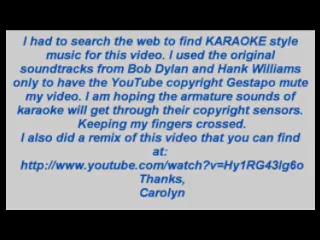 I had to search the web to find KARAOKE style
music for this video. I used the original
soundtracks from Bob Dylan and Hank Williams
only to have the YouTube copyright Gestapo mute
my video. I am hoping the armature sounds of
karaoke will get through their copyright sensors.
Keeping my fingers crossed.
I also did a remix of this video that you can find
at:
http://www.youtube.com/watch?v=Hy1RG43lg6o
Thanks,
Carolyn